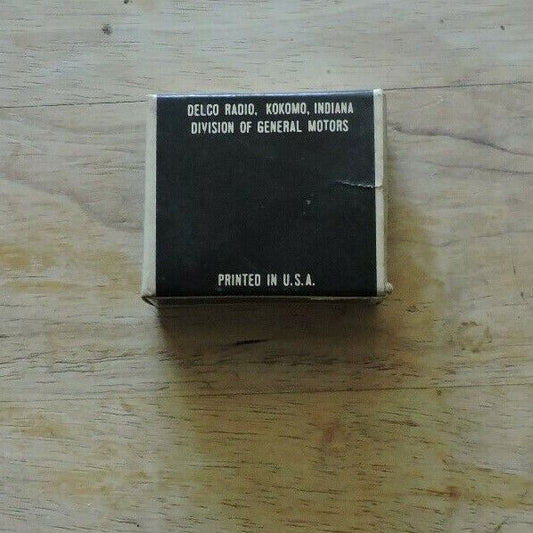 DELCO RADIO, KOKOMO, INDIANA
DIVISION OF GENERAL MOTORS
PRINTED IN U.S.A.